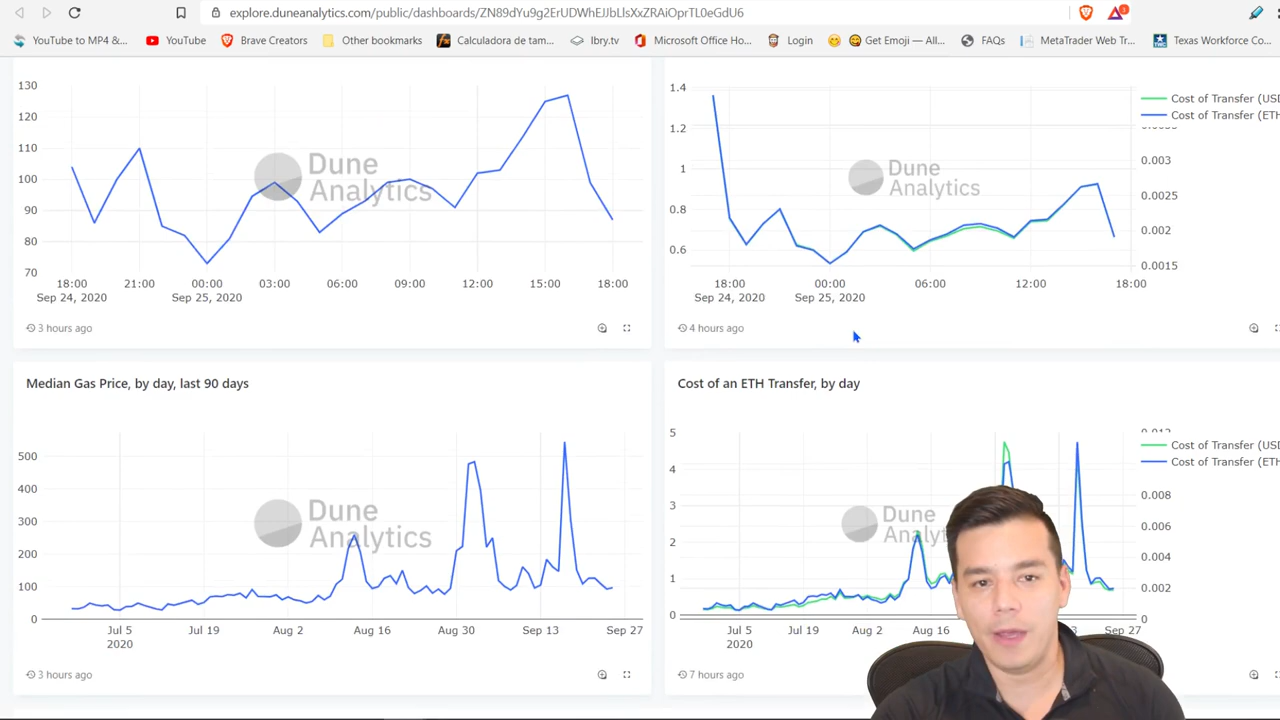 explore.duneanalytics.com/public/dashboards/ZN89dYu9g2ErUDWhEJJbLlsXxZRAiOprTL0eGdU6
3
YouTube to MP4 &... YouTube Brave Creators Other bookmarks Calculadora de tam... lbry.tv Microsoft Office Ho... Login Get Emoji — All... FAQs MetaTrader Web Tr... Texas Workforce Co...
130
120
110
100
90
80
70
Dune
Analytics
18:00 21:00 00:00 03:00 06:00 09:00 12:00 15:00 18:00
Sep 24, 2020 Sep 25, 2020
3 hours ago
1.4
1.2
1
0.8
0.6
Cost of Transfer (USD
Cost of Transfer (ETH
0.003
0.0025
0.002
0.0015
Dune
Analytics
18:00 00:00 06:00 12:00 18:00
Sep 24, 2020 Sep 25, 2020
4 hours ago
Median Gas Price, by day, last 90 days
500
400
300
200
100
0
Dune
Analytics
Jul 5 Jul 19 Aug 2 Aug 16 Aug 30 Sep 13 Sep 27
2020
3 hours ago
Cost of an ETH Transfer, by day
5
4
3
2
1
0
Cost of Transfer (USD
Cost of Transfer (ETH
0.008
0.006
0.004
0.002
0
Dune
Analyt
Jul 5 Jul 19 Aug 2 Aug 16 3 Sep 27
2020
7 hours ago